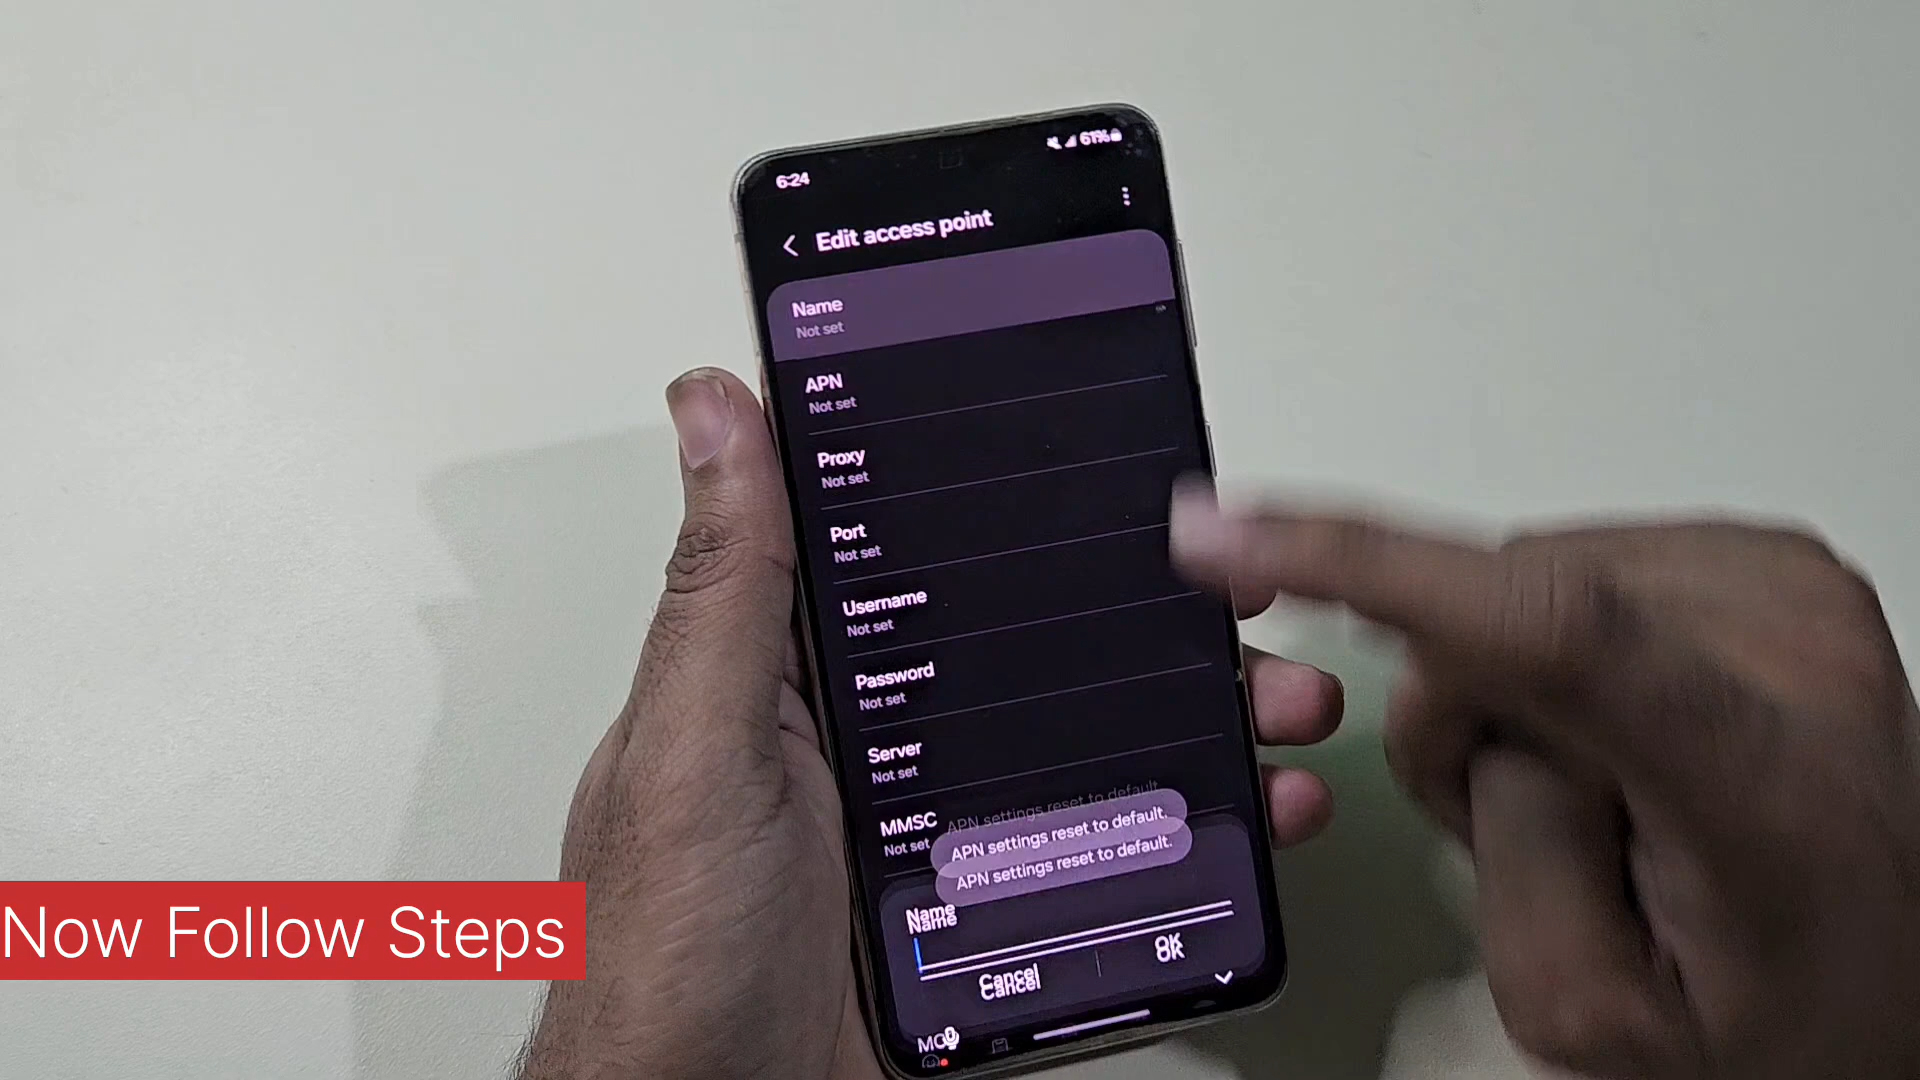 6:24
61%
Edit access point
Name
Not set
APN
Not set
Proxy
Not set
Port
Not set
Username
Not set
Password
Not set
Server
Not set
MMSC
Not set
APN settings reset to default.
APN settings reset to default.
APN settings reset to default.
Name
Name
Cancel
Cancel
OK
OK
Now Follow Steps